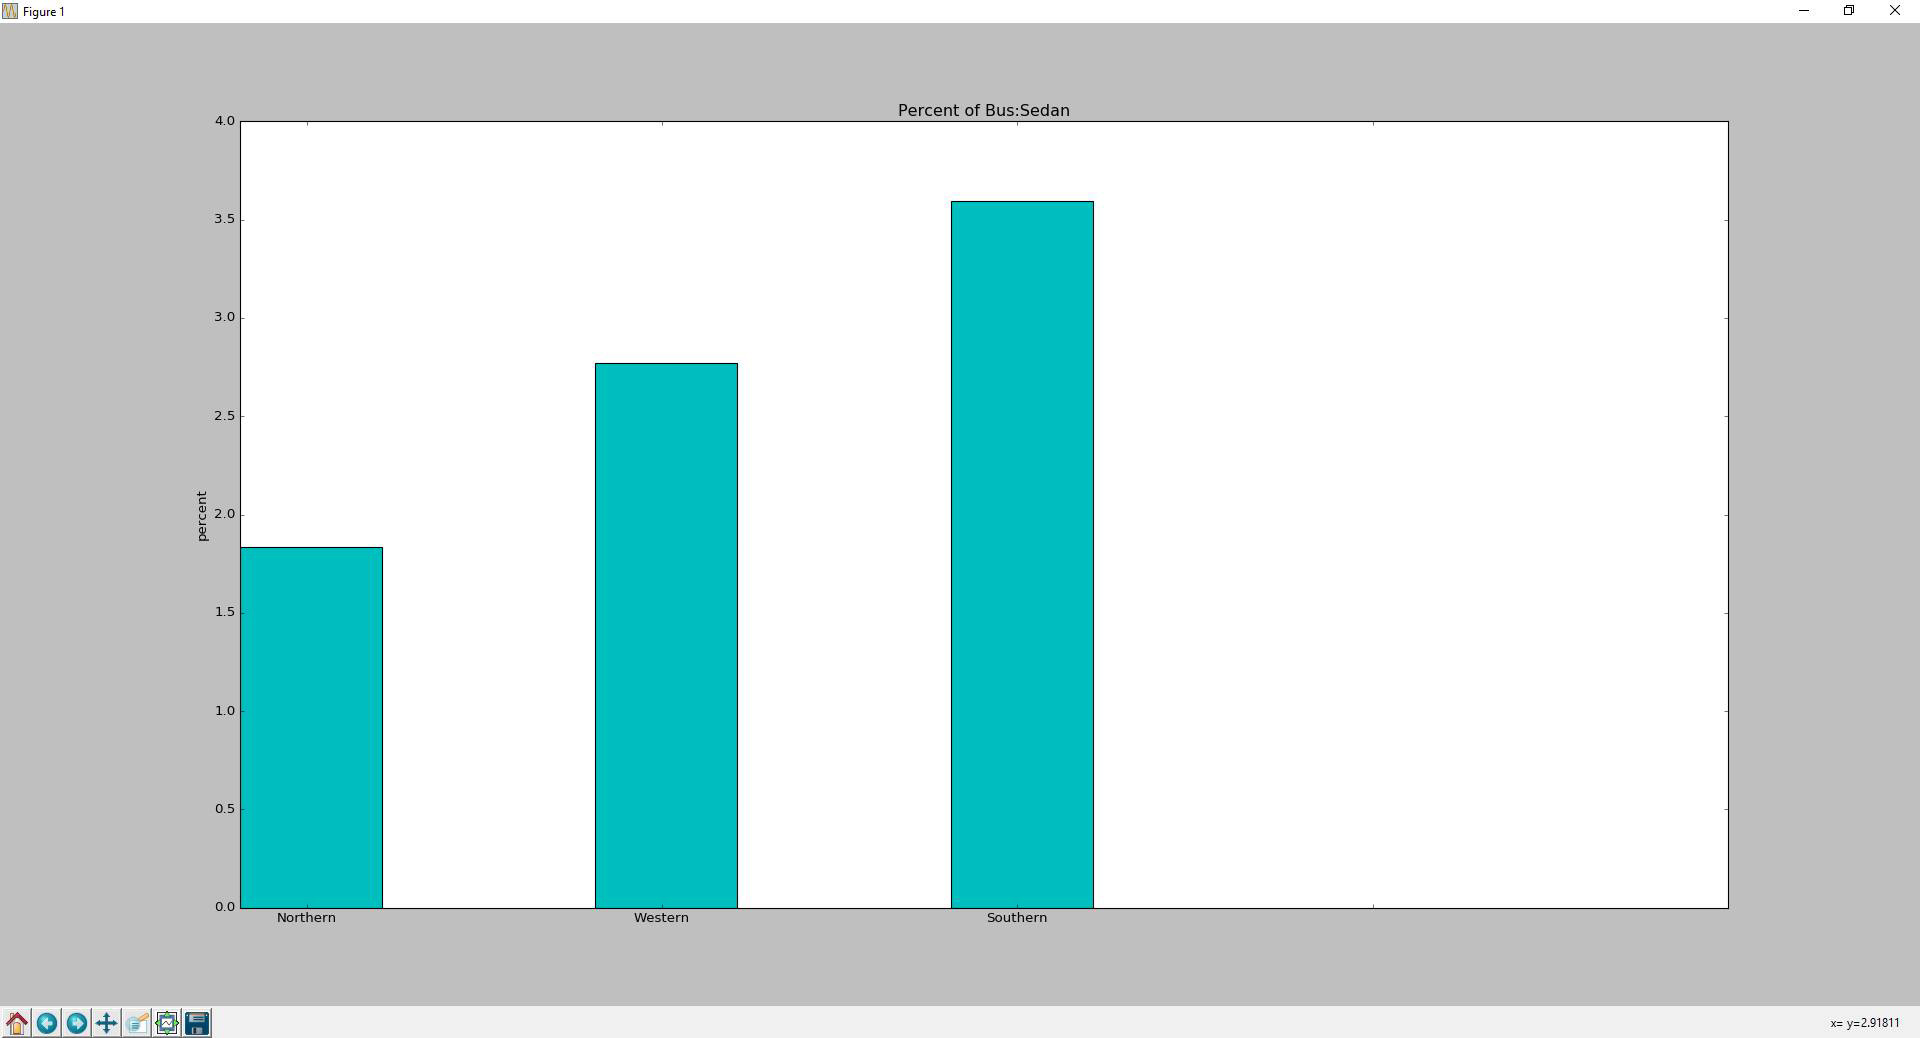 Figure 1
Percent of Bus:Sedan
4.0
3.5
3.0
2.5
2.0
1.5
1.0
0.5
0.0
percent
Northern
Western
Southern
x= y=2.91811